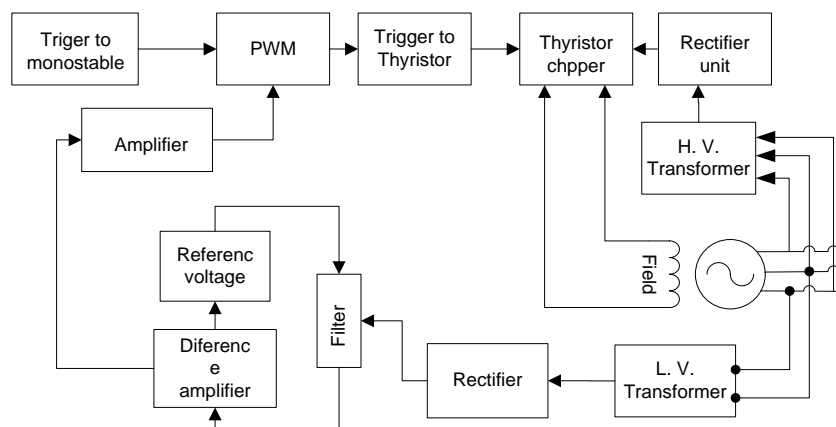 Triger to
monostable
PWM
Trigger to
Thyristor
Thyristor
chpper
Rectifier
unit
Amplifier
H. V.
Transformer
Referenc
voltage
Filter
Field
Diferenc
e
amplifier
Rectifier
L. V.
Transformer